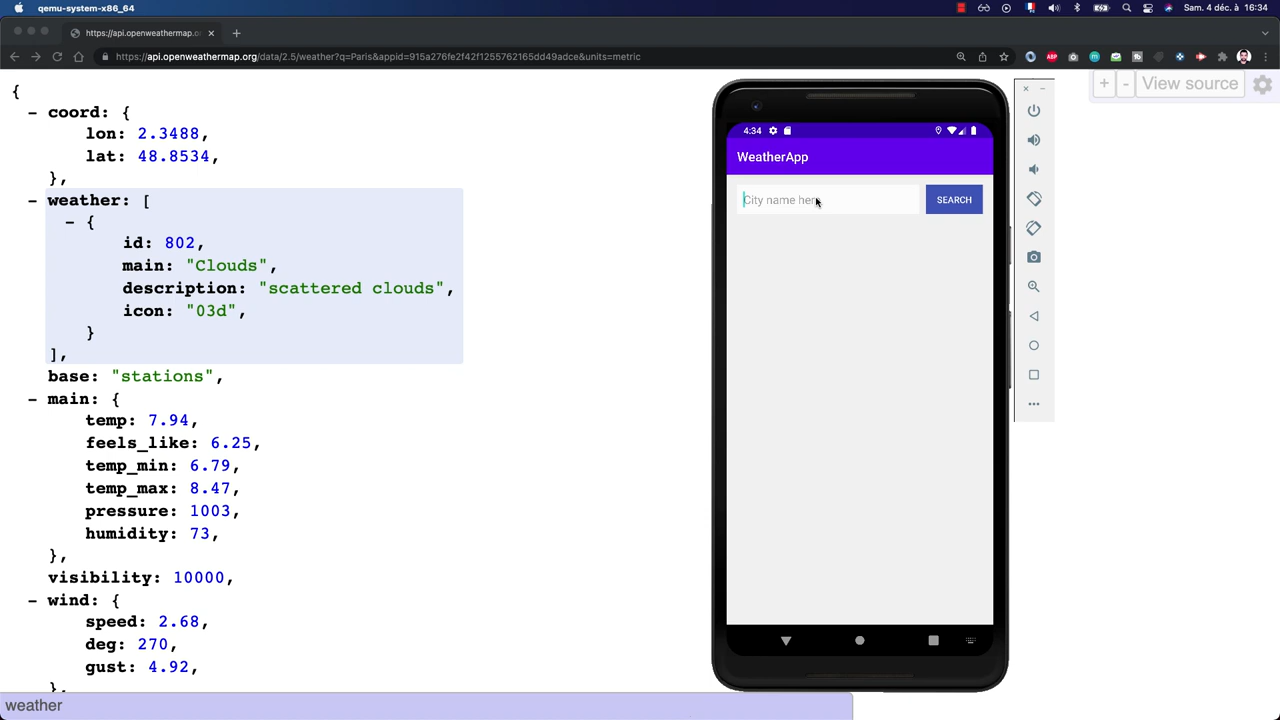 qemu-system-x86_64
Sam. 4 déc. à 16:34
https://api.openweathermap.org/data/2.5/
https://api.openweathermap.org/data/2.5/weather?q=Paris&appid=915a276fe2f42f1257165162165dd49adce&units=metric
{
- coord: {
lon: 2.3488,
lat: 48.8534,
},
- weather: [
- {
id: 802,
main: "Clouds",
description: "scattered clouds",
icon: "03d",
}
],
base: "stations",
- main: {
temp: 7.94,
feels_like: 6.25,
temp_min: 6.79,
temp_max: 8.47,
pressure: 1003,
humidity: 73,
},
visibility: 10000,
- wind: {
speed: 2.68,
deg: 270,
gust: 4.92,
},
weather
+ - View source
4:34
WeatherApp
City name here
SEARCH